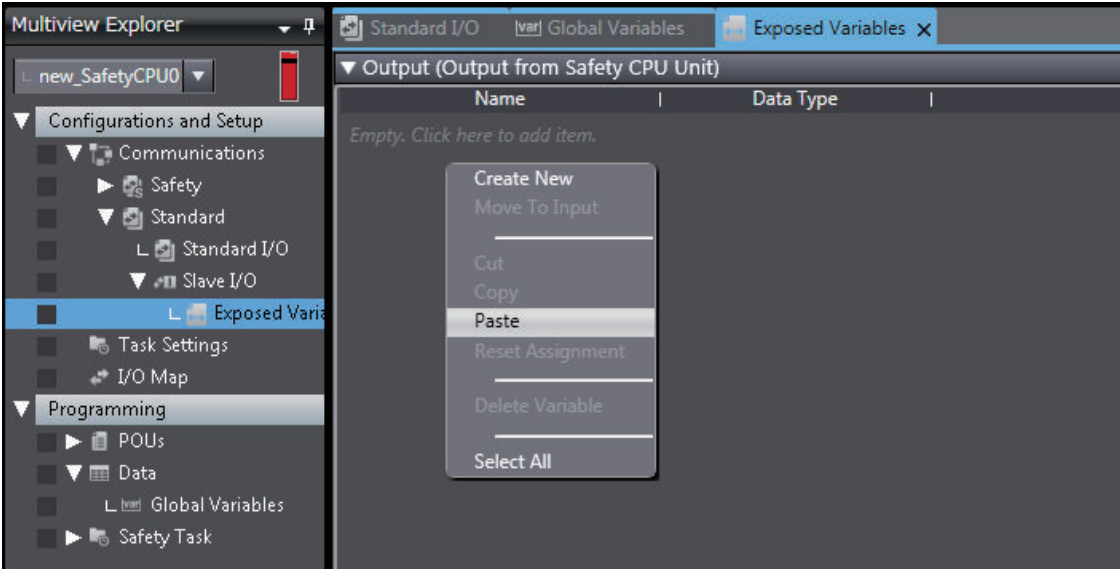 Multiview Explorer
new_SafetyCPU0
Configurations and Setup
Communications
Safety
Standard
Standard I/O
Slave I/O
Exposed Varia
Task Settings
I/O Map
Programming
POUs
Data
Global Variables
Safety Task
Standard I/O Global Variables Exposed Variables
Output (Output from Safety CPU Unit)
Name Data Type
Empty. Click here to add item.
Create New
Move To Input
Cut
Copy
Paste
Reset Assignment
Delete Variable
Select All